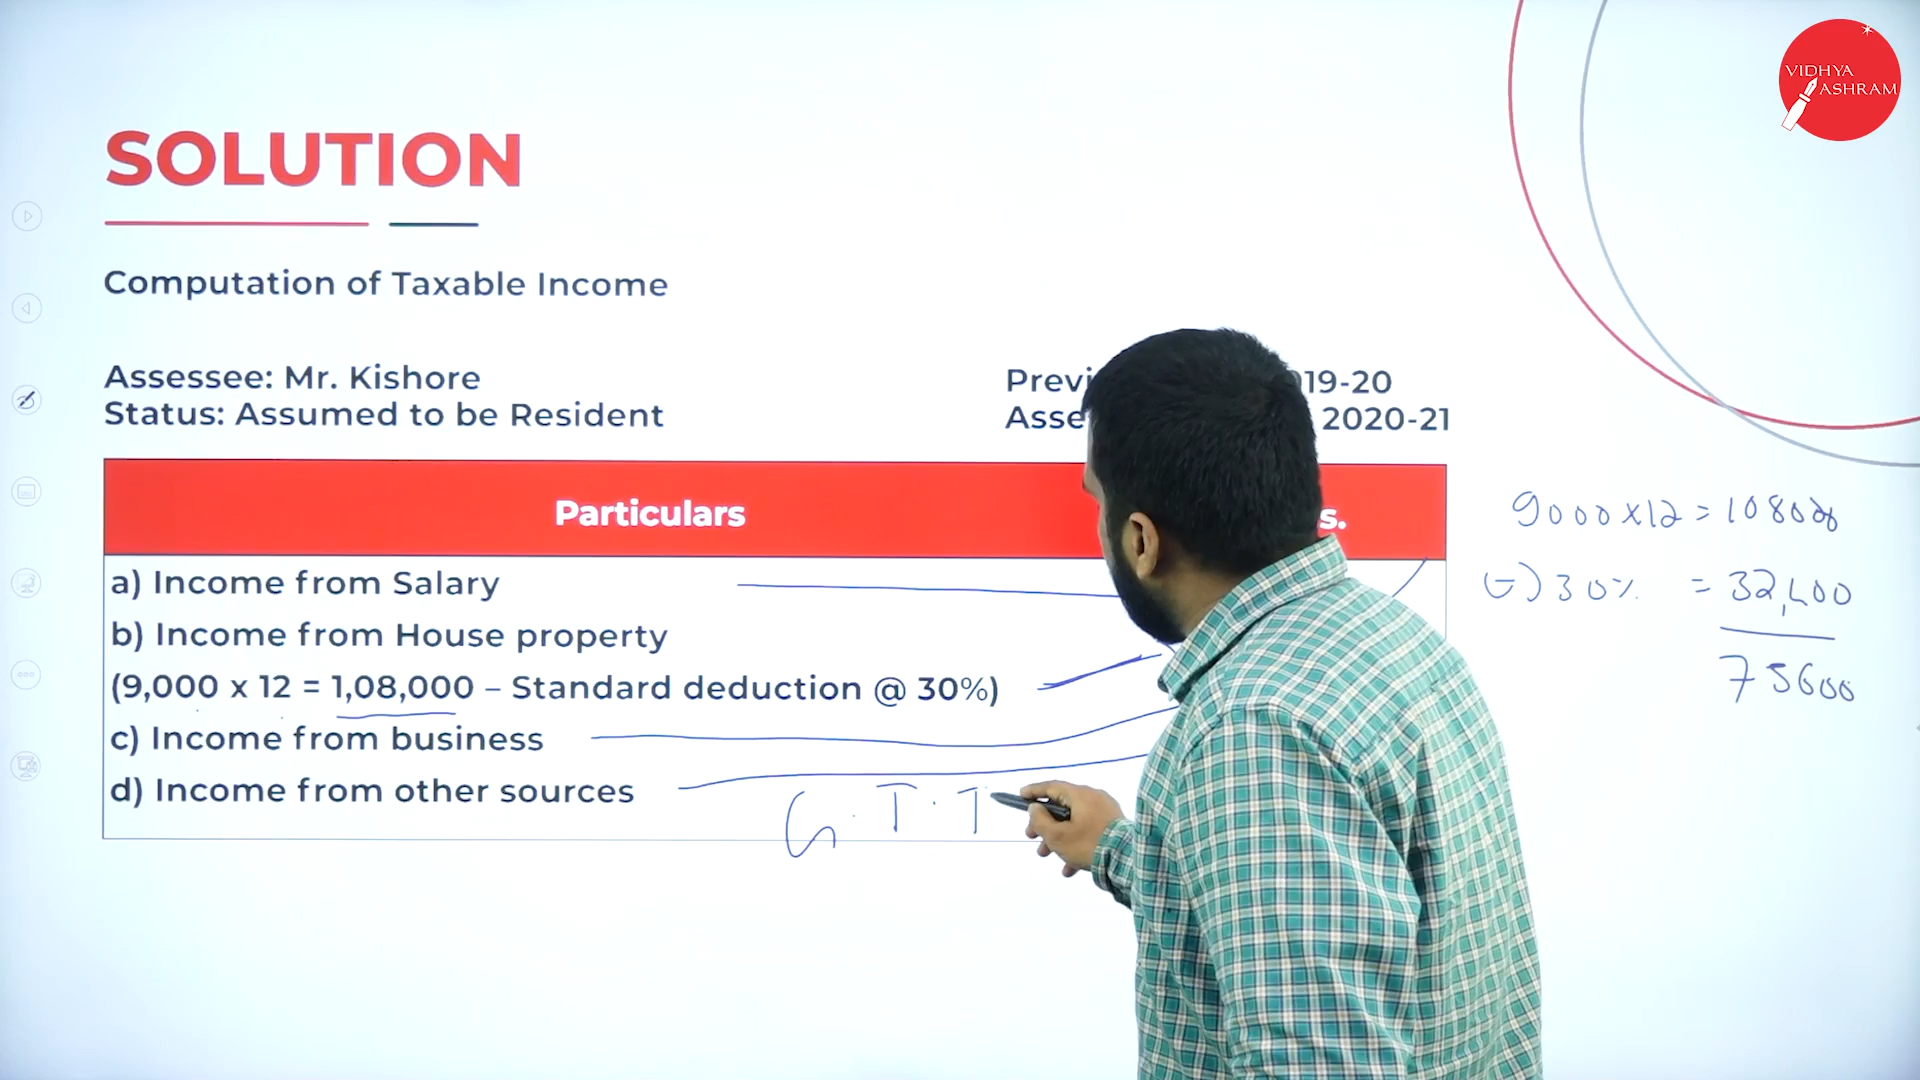 VIDHYA
ASHRAM
SOLUTION
Computation of Taxable Income
Assessee: Mr. Kishore
Status: Assumed to be Resident
19-20
2020-21
Particulars
s.
a) Income from Salary
b) Income from House property
(9,000 x 12 = 1,08,000 – Standard deduction @ 30%)
c) Income from business
d) Income from other sources
G.T.T
9000x12 = 108000
(-) 30% = 32,400
75600